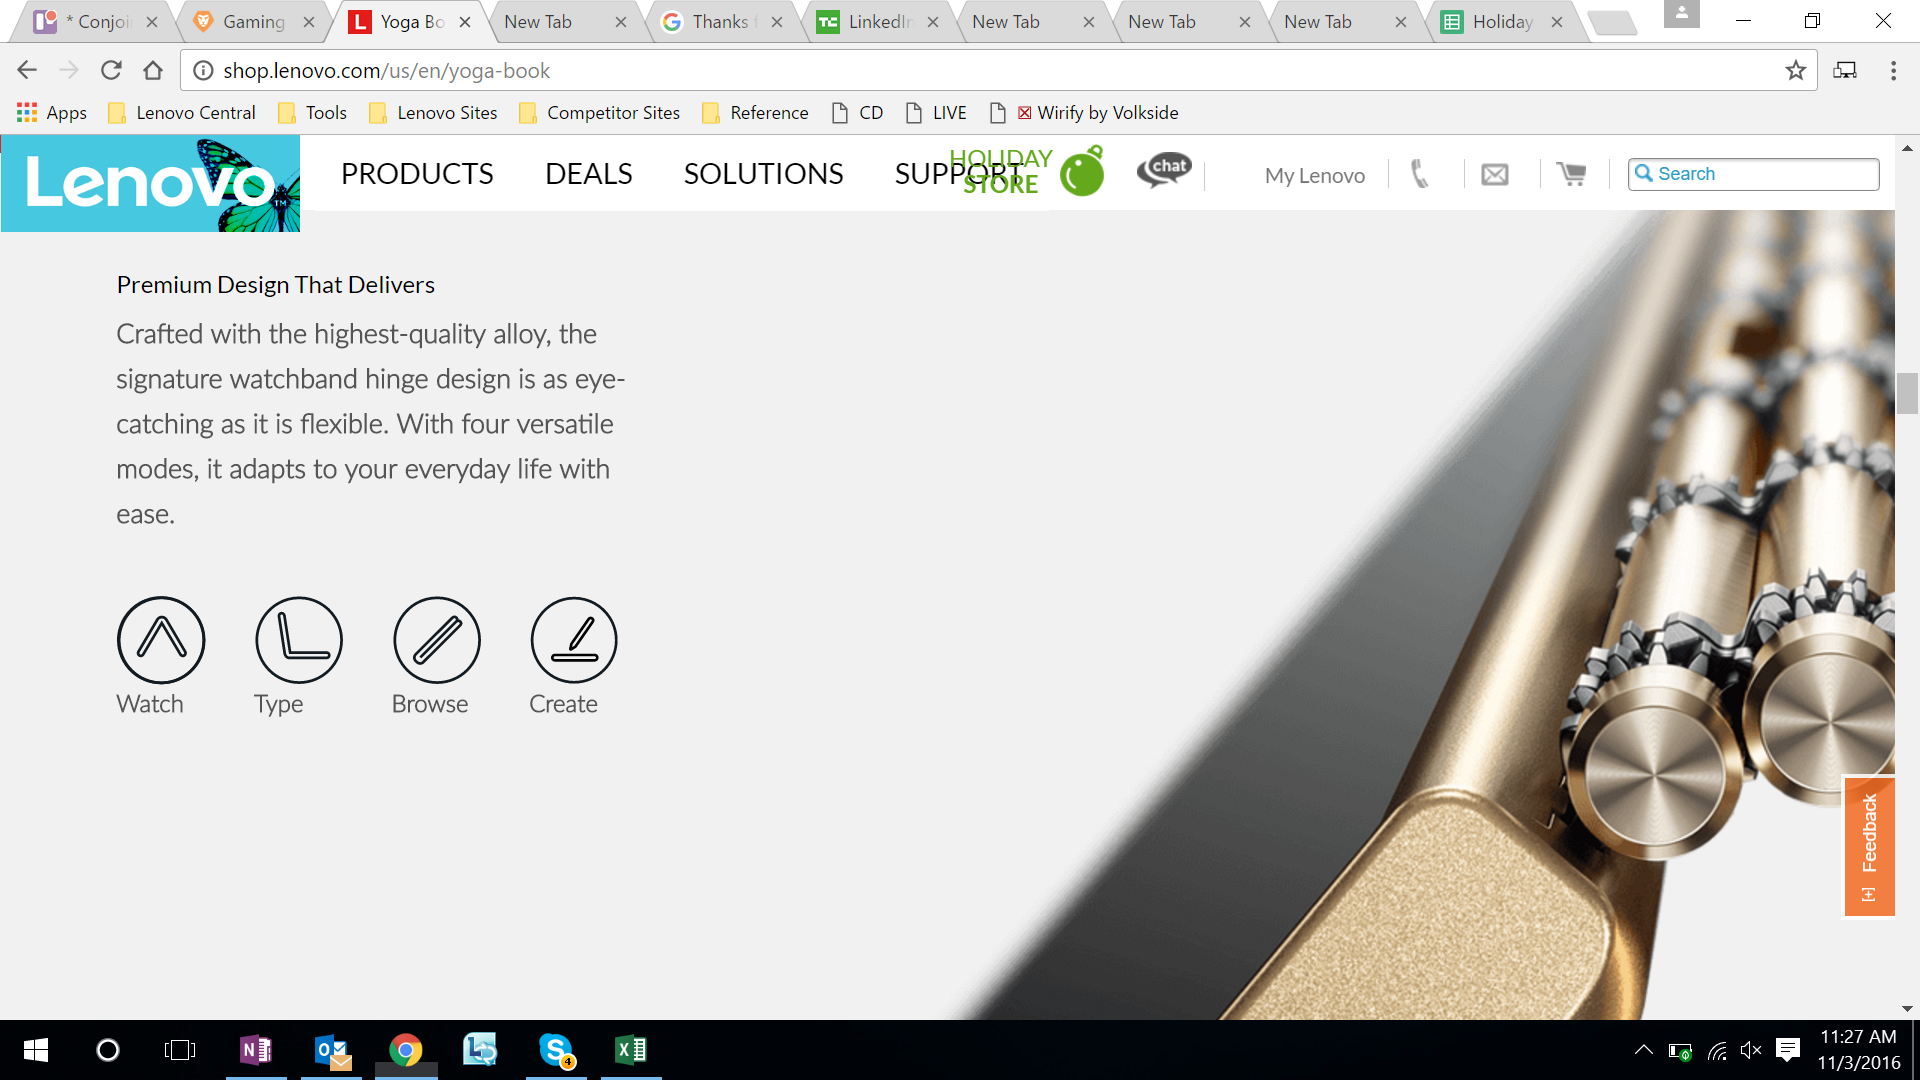 * Conjoi
Gaming
Yoga Bo
New Tab
Thanks f
LinkedIn
New Tab
New Tab
New Tab
Holiday
shop.lenovo.com/us/en/yoga-book
Apps
Lenovo Central
Tools
Lenovo Sites
Competitor Sites
Reference
CD
LIVE
Wirify by Volkside
Lenovo™
PRODUCTS
DEALS
SOLUTIONS
SUPPORT
HOLIDAY
STORE
chat
My Lenovo
Search
Premium Design That Delivers
Crafted with the highest-quality alloy, the
signature watchband hinge design is as eye-
catching as it is flexible. With four versatile
modes, it adapts to your everyday life with
ease.
Watch
Type
Browse
Create
[+] Feedback
11:27 AM
11/3/2016